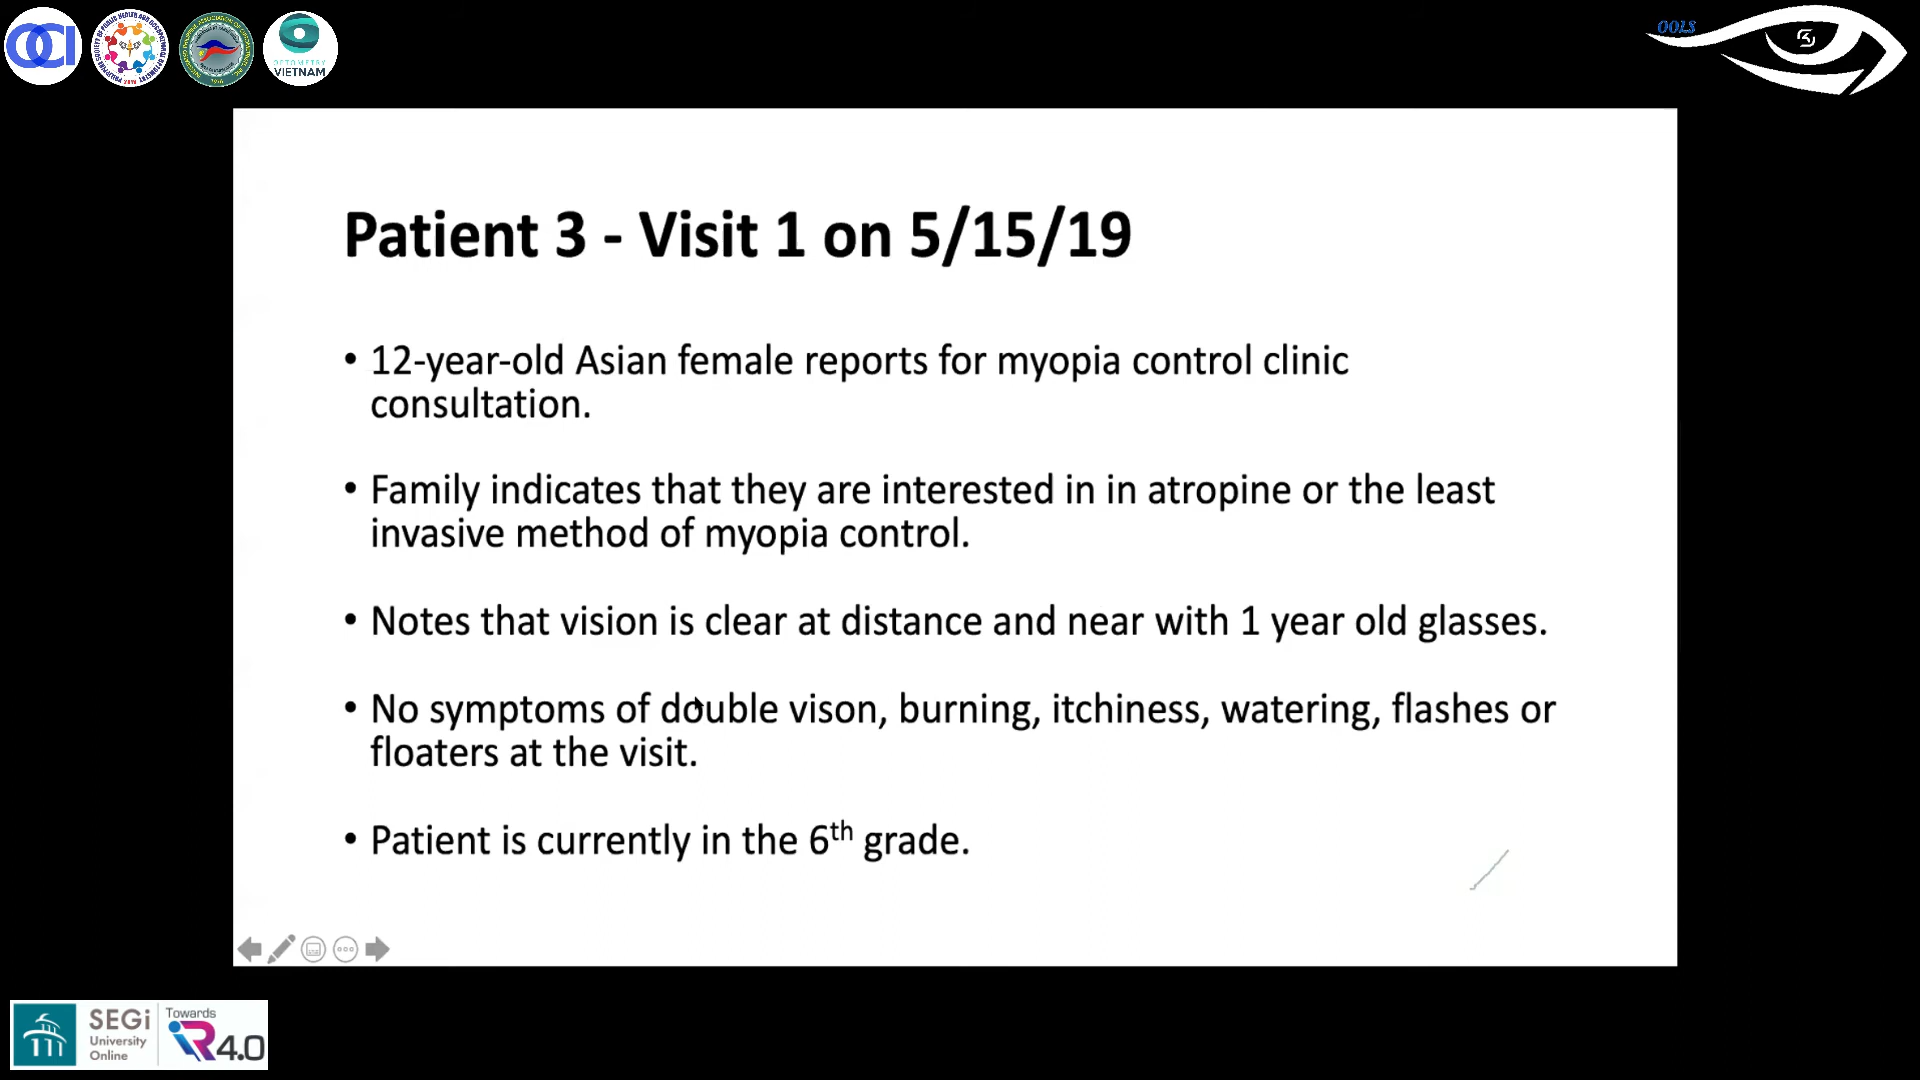 OCI
OPTOMETRY
VIETNAM
OOLS
Patient 3 - Visit 1 on 5/15/19
• 12-year-old Asian female reports for myopia control clinic
consultation.
• Family indicates that they are interested in in atropine or the least
invasive method of myopia control.
• Notes that vision is clear at distance and near with 1 year old glasses.
• No symptoms of double vison, burning, itchiness, watering, flashes or
floaters at the visit.
• Patient is currently in the 6th grade.
SEGi
University
Online
Towards
iR4.0